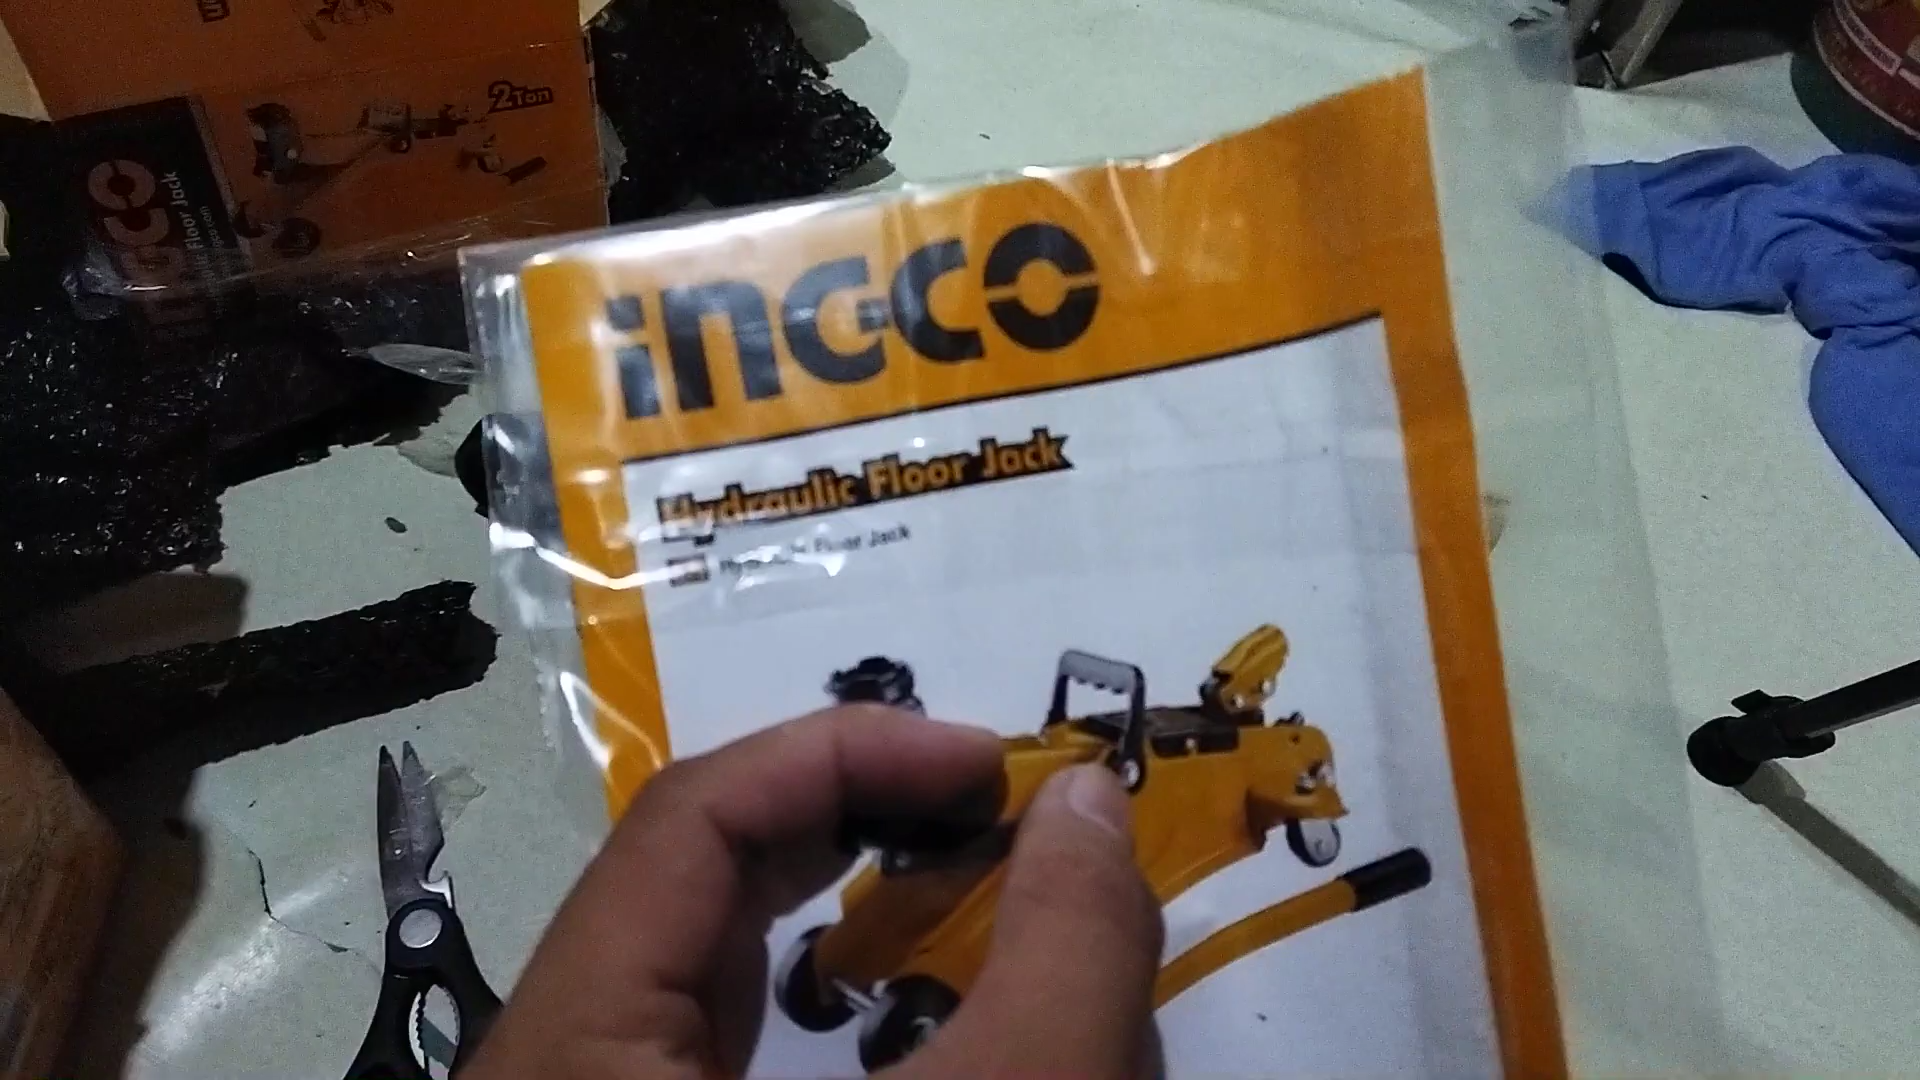 2Ton
INGCO
Floor Jack
INGCO
Hydraulic Floor Jack
Hydraulic Floor Jack